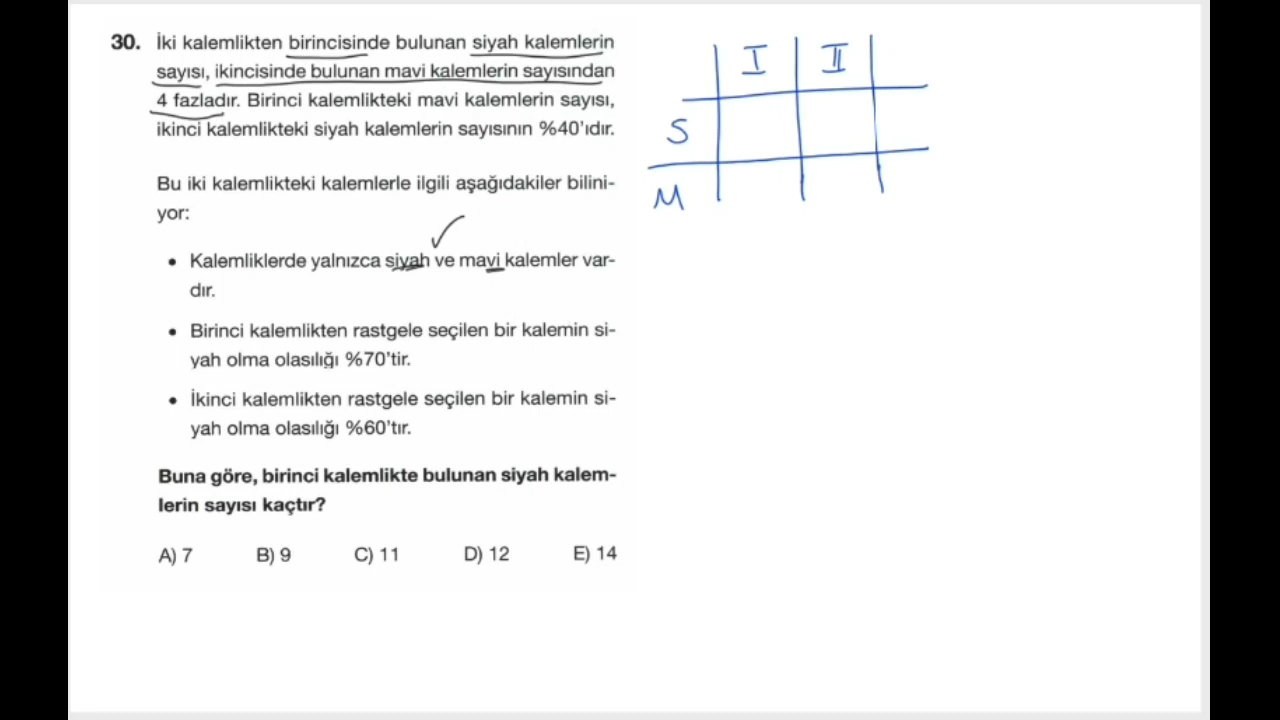 30. İki kalemlikten birincisinde bulunan siyah kalemlerin
sayısı, ikincisinde bulunan mavi kalemlerin sayısından
4 fazladır. Birinci kalemlikteki mavi kalemlerin sayısı,
ikinci kalemlikteki siyah kalemlerin sayısının %40'ıdır.
Bu iki kalemlikteki kalemlerle ilgili aşağıdakiler bilini-
yor:
• Kalemliklerde yalnızca siyah ve mavi kalemler var-
dır.
• Birinci kalemlikten rastgele seçilen bir kalemin si-
yah olma olasılığı %70'tir.
• İkinci kalemlikten rastgele seçilen bir kalemin si-
yah olma olasılığı %60'tır.
Buna göre, birinci kalemlikte bulunan siyah kalem-
lerin sayısı kaçtır?
A) 7 B) 9 C) 11 D) 12 E) 14
I II
S
M